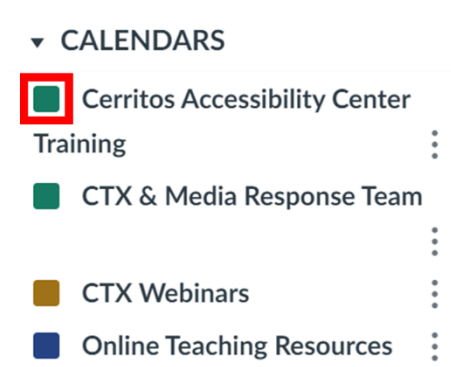 CALENDARS
Cerritos Accessibility Center
Training
CTX & Media Response Team
CTX Webinars
Online Teaching Resources